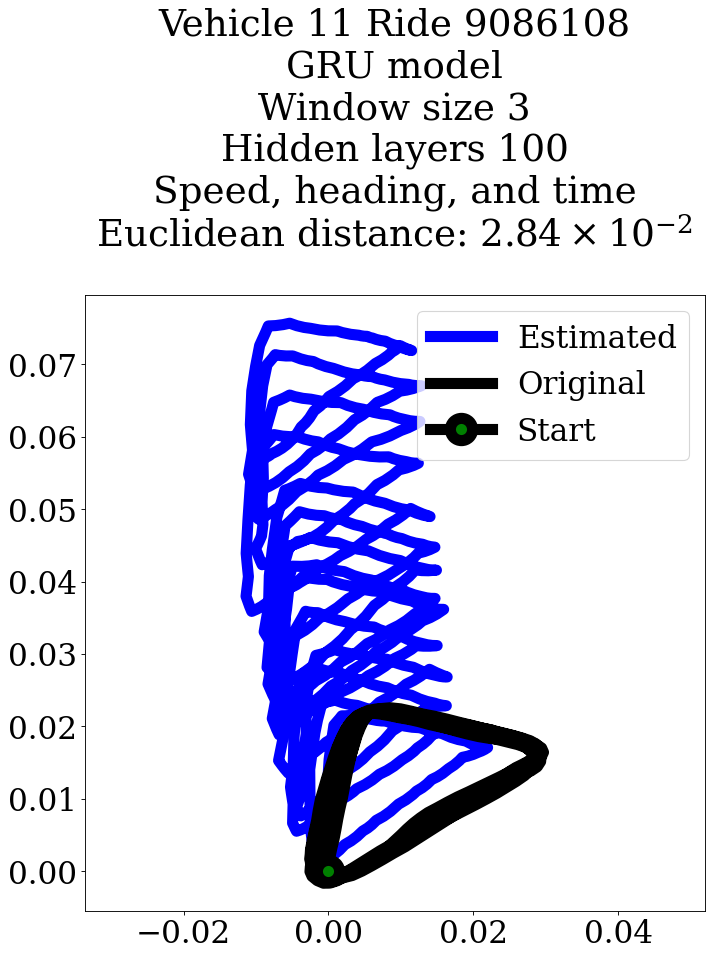 Vehicle 11 Ride 9086108
GRU model
Window size 3
Hidden layers 100
Speed, heading, and time
Euclidean distance: 2.84 × 10⁻²
Estimated
Original
Start
0.07
0.06
0.05
0.04
0.03
0.02
0.01
0.00
−0.02 0.00 0.02 0.04